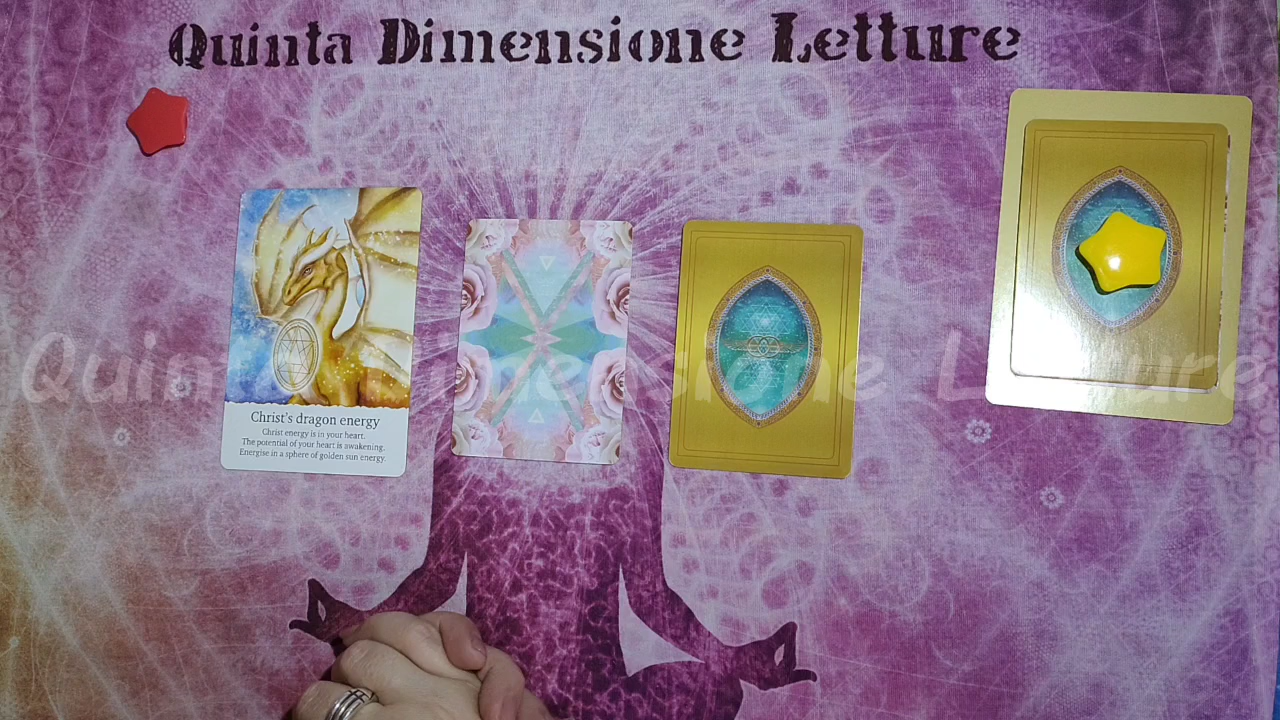 Quinta Dimensione Letture
Quinta Dimensione Letture
Christ's dragon energy
Christ energy is in your heart.
The potential of your heart is awakening.
Energise in a sphere of golden sun energy.